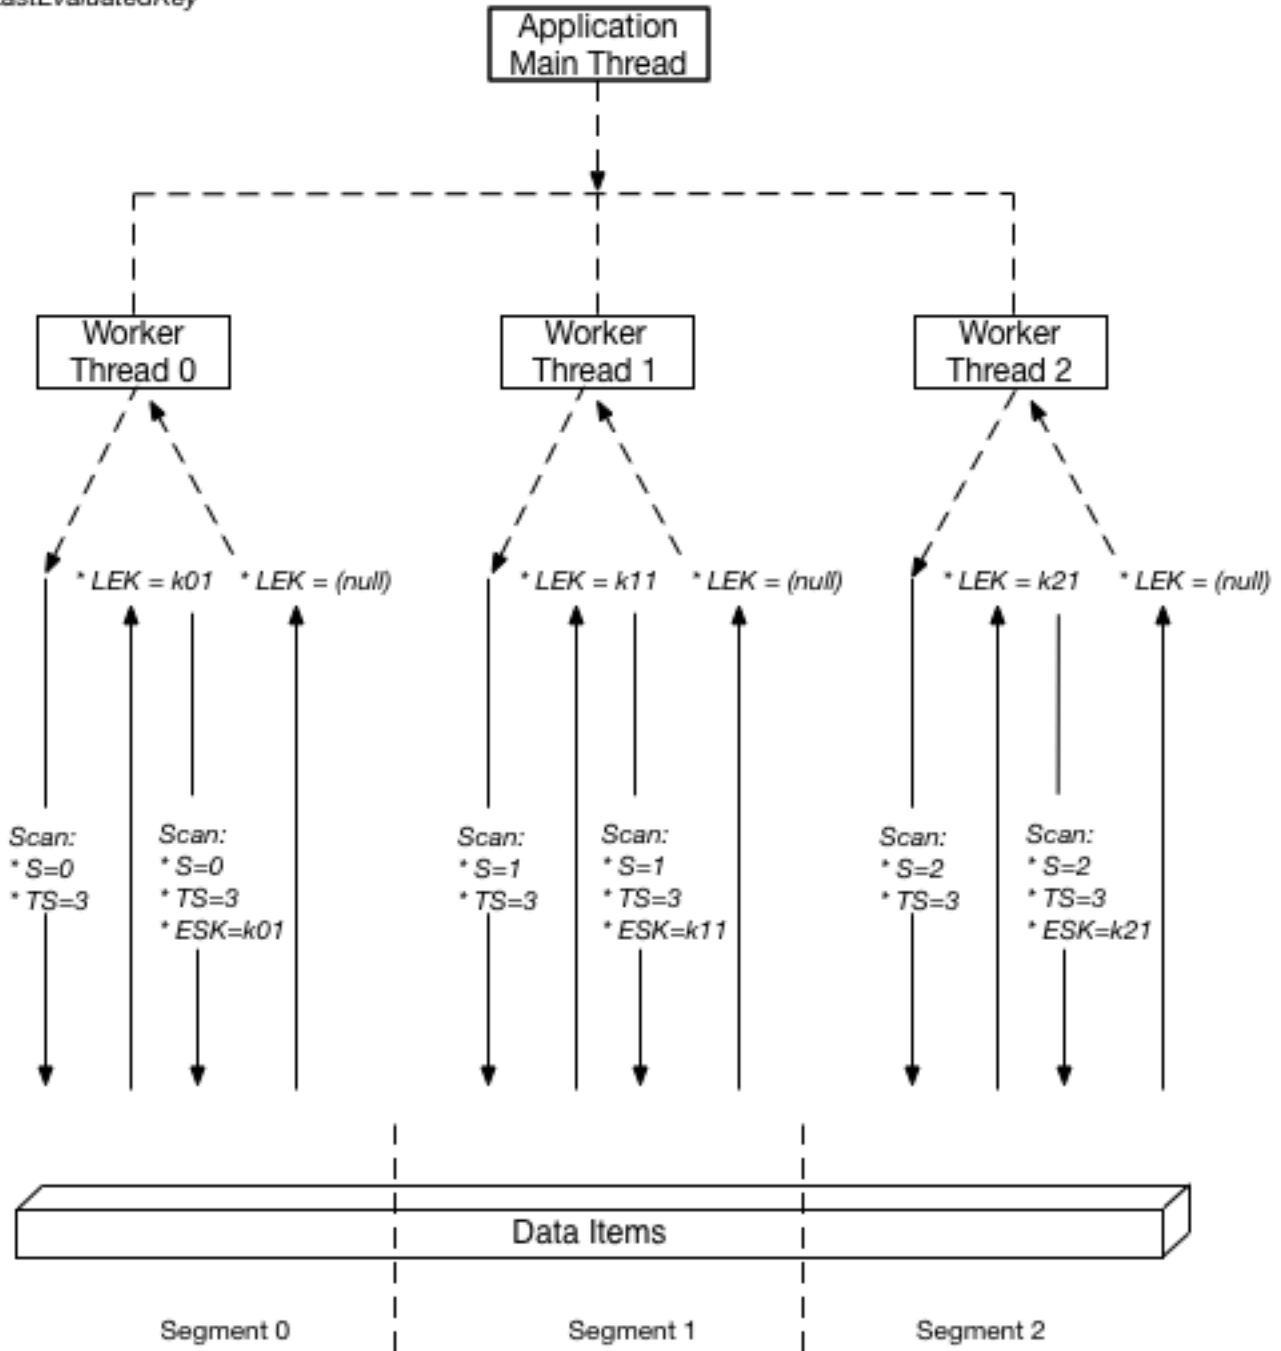 Application
Main Thread
Worker
Thread 0
Worker
Thread 1
Worker
Thread 2
* LEK = k01
* LEK = (null)
* LEK = k11
* LEK = (null)
* LEK = k21
* LEK = (null)
Scan:
* S=0
* TS=3
Scan:
* S=0
* TS=3
* ESK=k01
Scan:
* S=1
* TS=3
Scan:
* S=1
* TS=3
* ESK=k11
Scan:
* S=2
* TS=3
Scan:
* S=2
* TS=3
* ESK=k21
Data Items
Segment 0
Segment 1
Segment 2